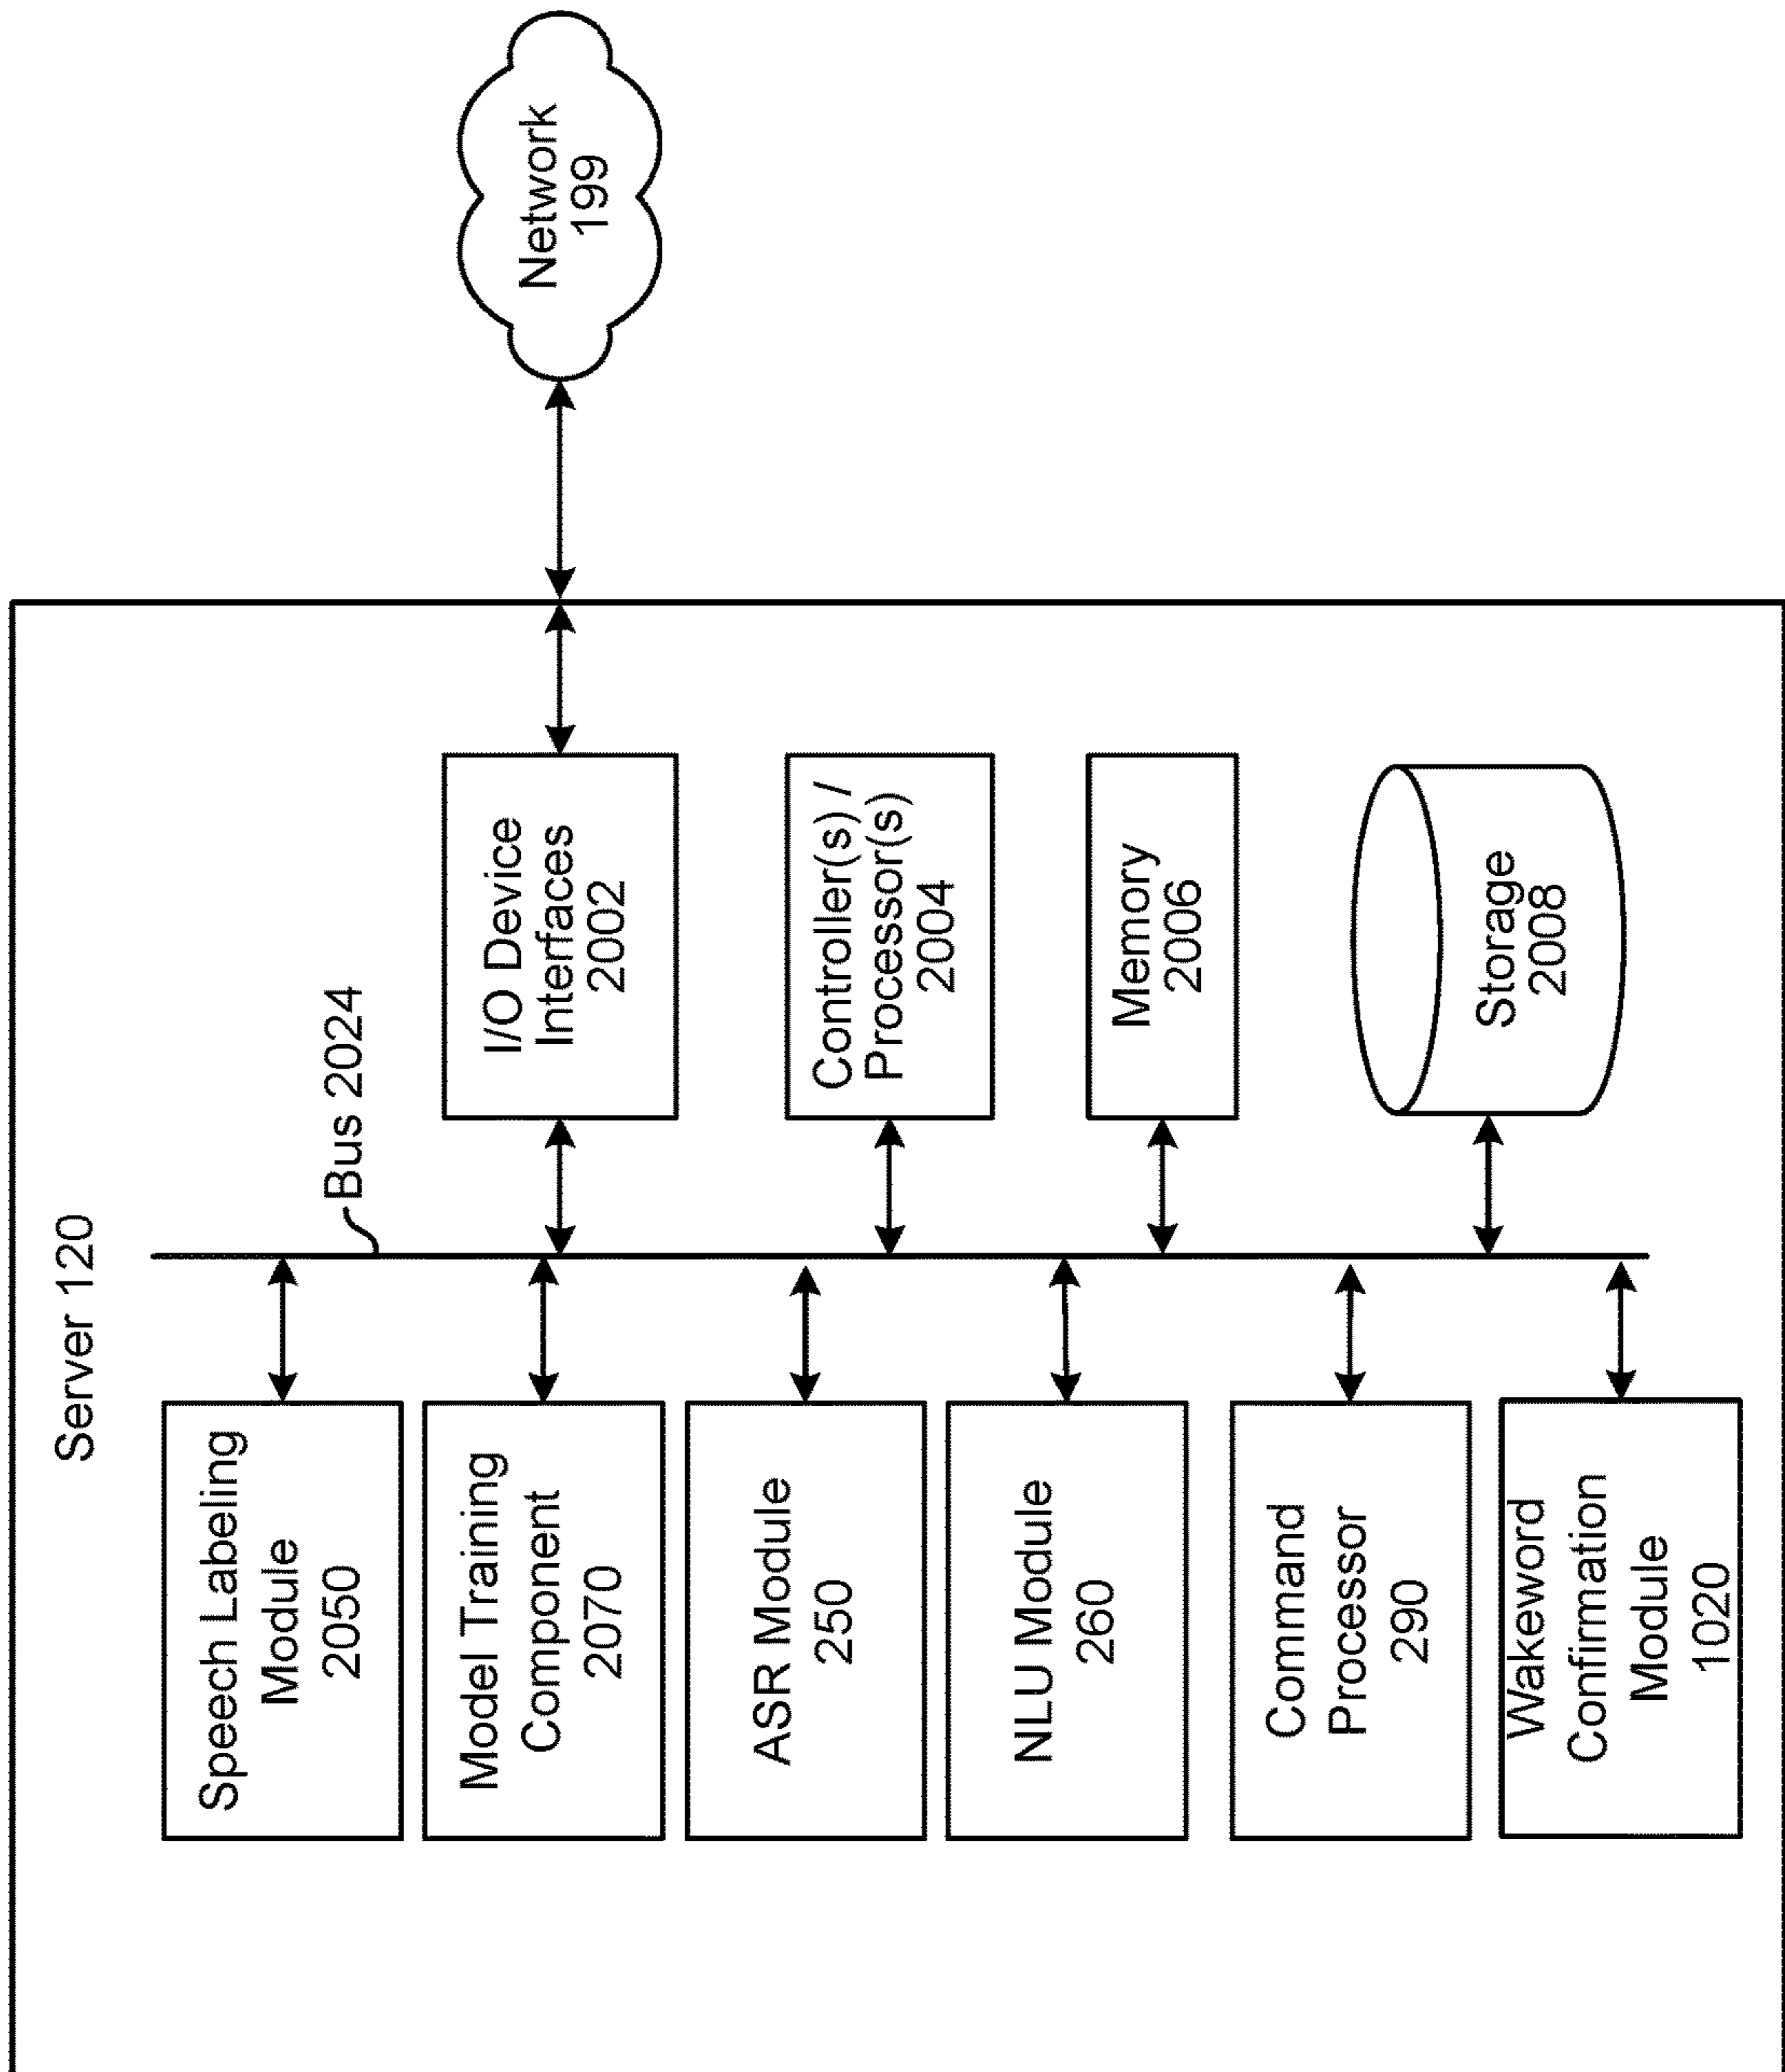 Server 120
Bus 2024
Speech Labeling
Module
2050
Model Training
Component
2070
ASR Module
250
NLU Module
260
Command
Processor
290
Wakeword
Confirmation
Module
1020
I/O Device
Interfaces
2002
Controller(s) /
Processor(s)
2004
Memory
2006
Storage
2008
Network
199